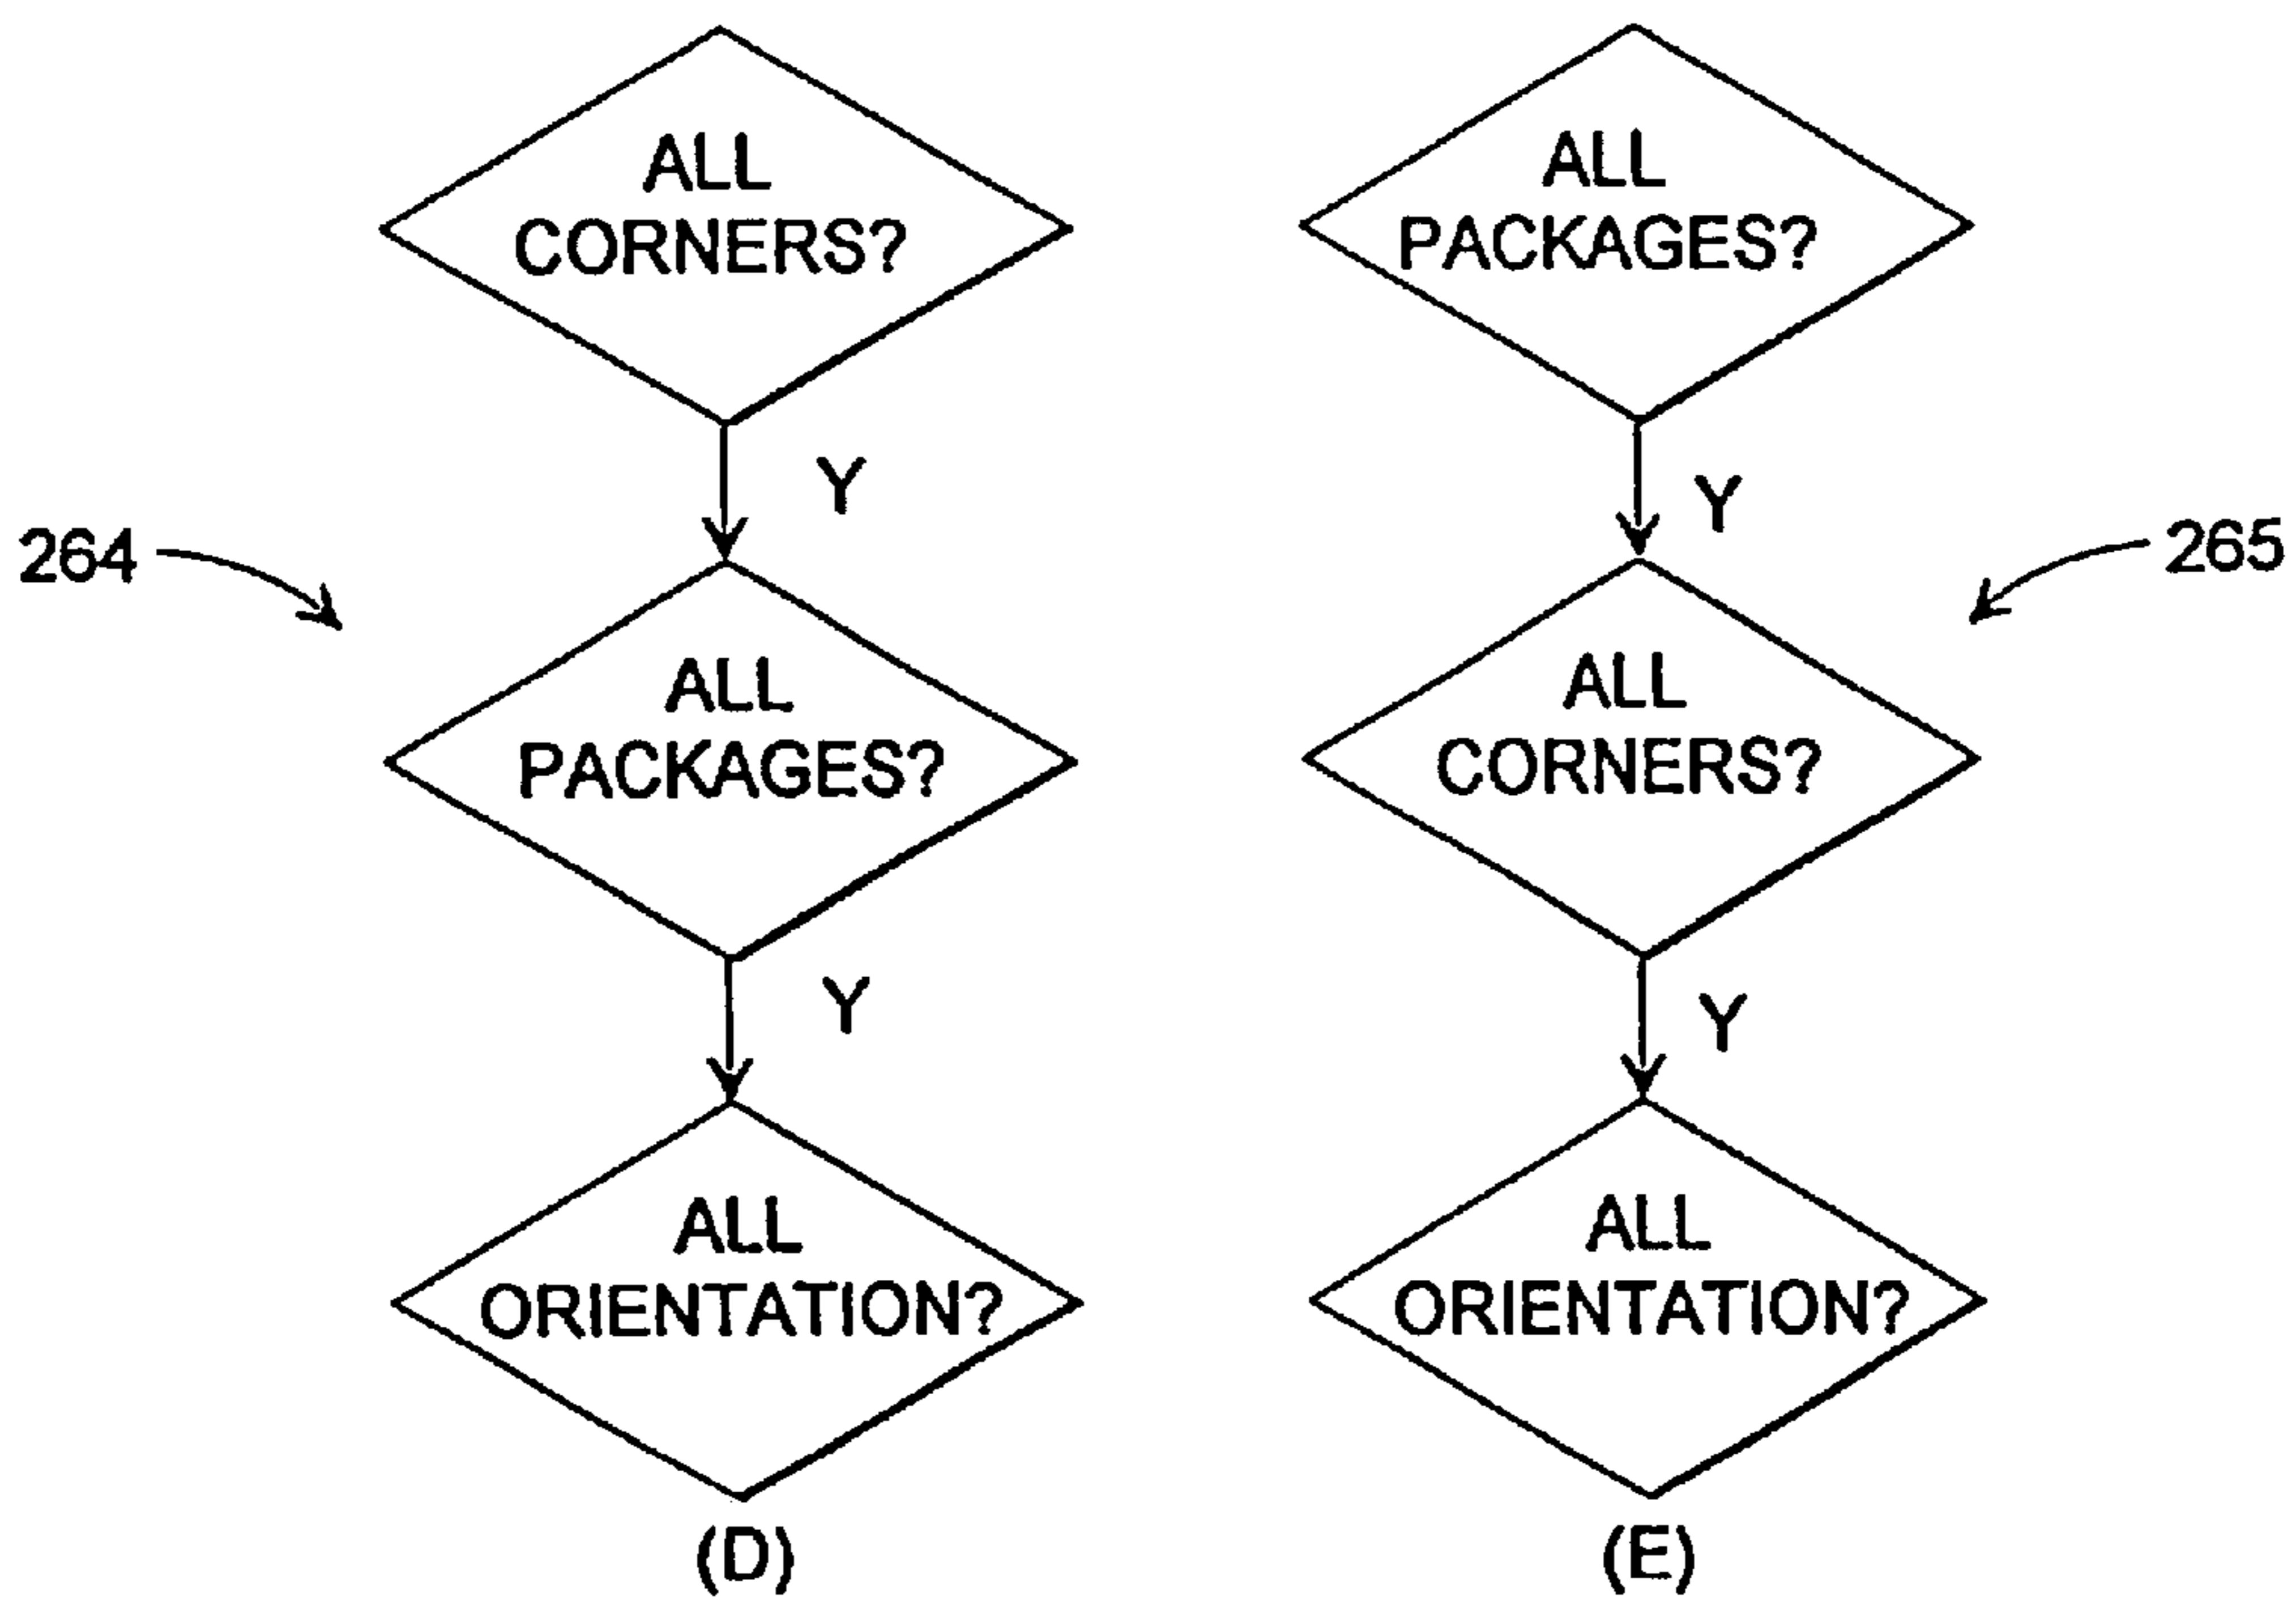 ALL
CORNERS?
Y
264
ALL
PACKAGES?
Y
ALL
ORIENTATION?
(D)
ALL
PACKAGES?
Y
265
ALL
CORNERS?
Y
ALL
ORIENTATION?
(E)